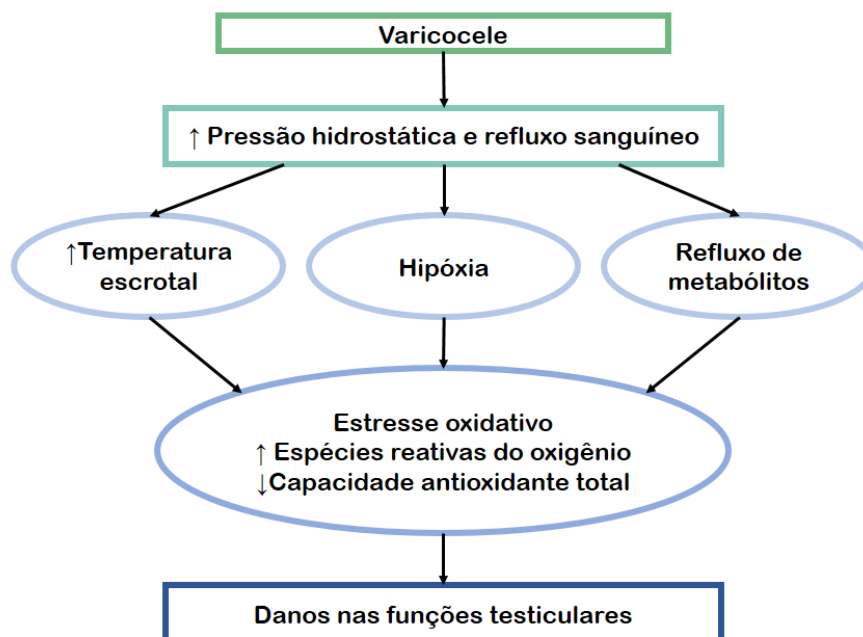 Varicocele
↑ Pressão hidrostática e refluxo sanguíneo
↑Temperatura
escrotal
Hipóxia
Refluxo de
metabólitos
Estresse oxidativo
↑ Espécies reativas do oxigênio
↓Capacidade antioxidante total
Danos nas funções testiculares